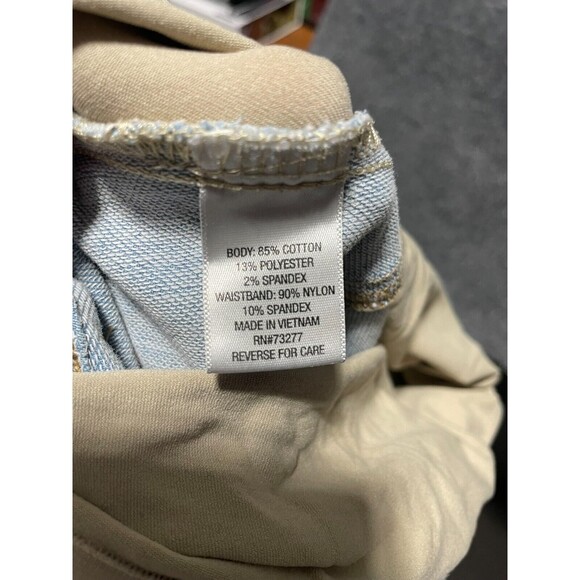 BODY: 85% COTTON
13% POLYESTER
2% SPANDEX
WAISTBAND: 90% NYLON
10% SPANDEX
MADE IN VIETNAM
RN#73277
REVERSE FOR CARE